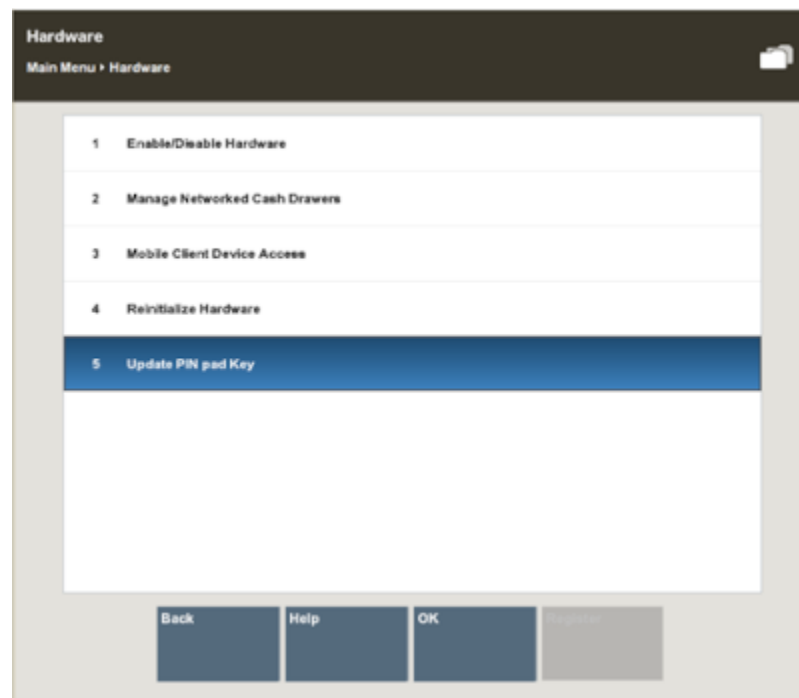 Hardware
Main Menu ▸ Hardware
1 Enable/Disable Hardware
2 Manage Networked Cash Drawers
3 Mobile Client Device Access
4 Reinitialize Hardware
5 Update PIN pad Key
Back Help OK Register